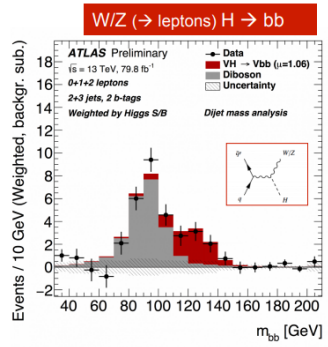 W/Z (→ leptons) H → bb
ATLAS Preliminary
√s = 13 TeV, 79.8 fb⁻¹
0+1+2 leptons
2+3 jets, 2 b-tags
Weighted by Higgs S/B
Data
VH → Vbb (μ=1.06)
Diboson
Uncertainty
Dijet mass analysis
q̄'
W/Z
q
H
Events / 10 GeV (Weighted, backgr. sub.)
18
16
14
12
10
8
6
4
2
0
−2
40 60 80 100 120 140 160 180 200
m_bb [GeV]